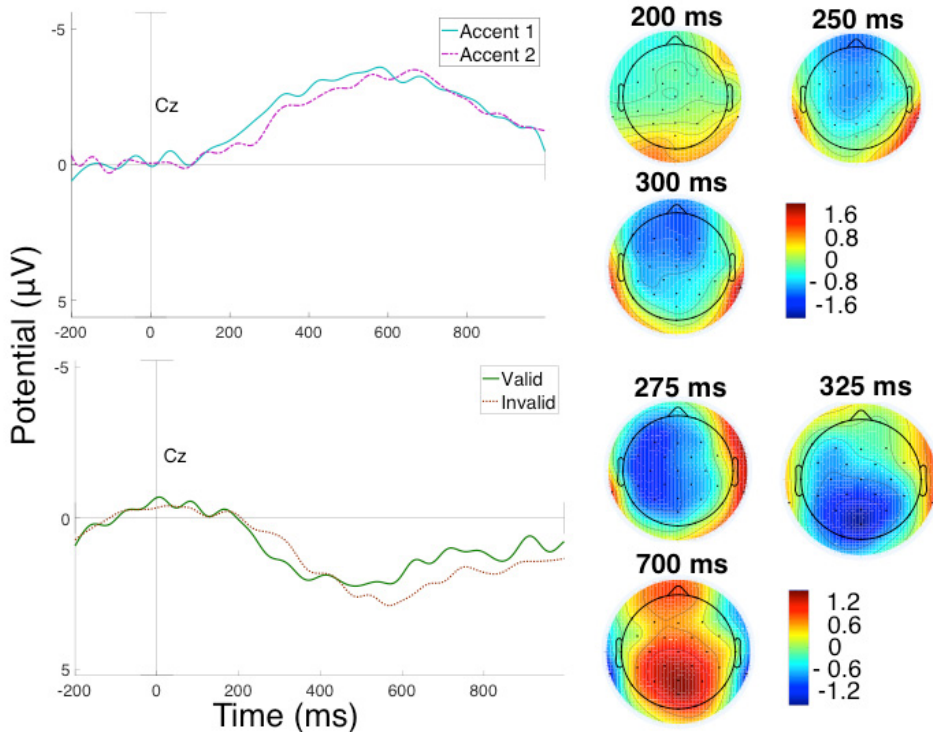 -5
Accent 1
Accent 2
Cz
0
5
-200 0 200 400 600 800
200 ms
250 ms
300 ms
1.6
0.8
0
- 0.8
-1.6
Potential (µV)
-5
Valid
Invalid
Cz
0
5
-200 0 200 400 600 800
Time (ms)
275 ms
325 ms
700 ms
1.2
0.6
0
- 0.6
-1.2